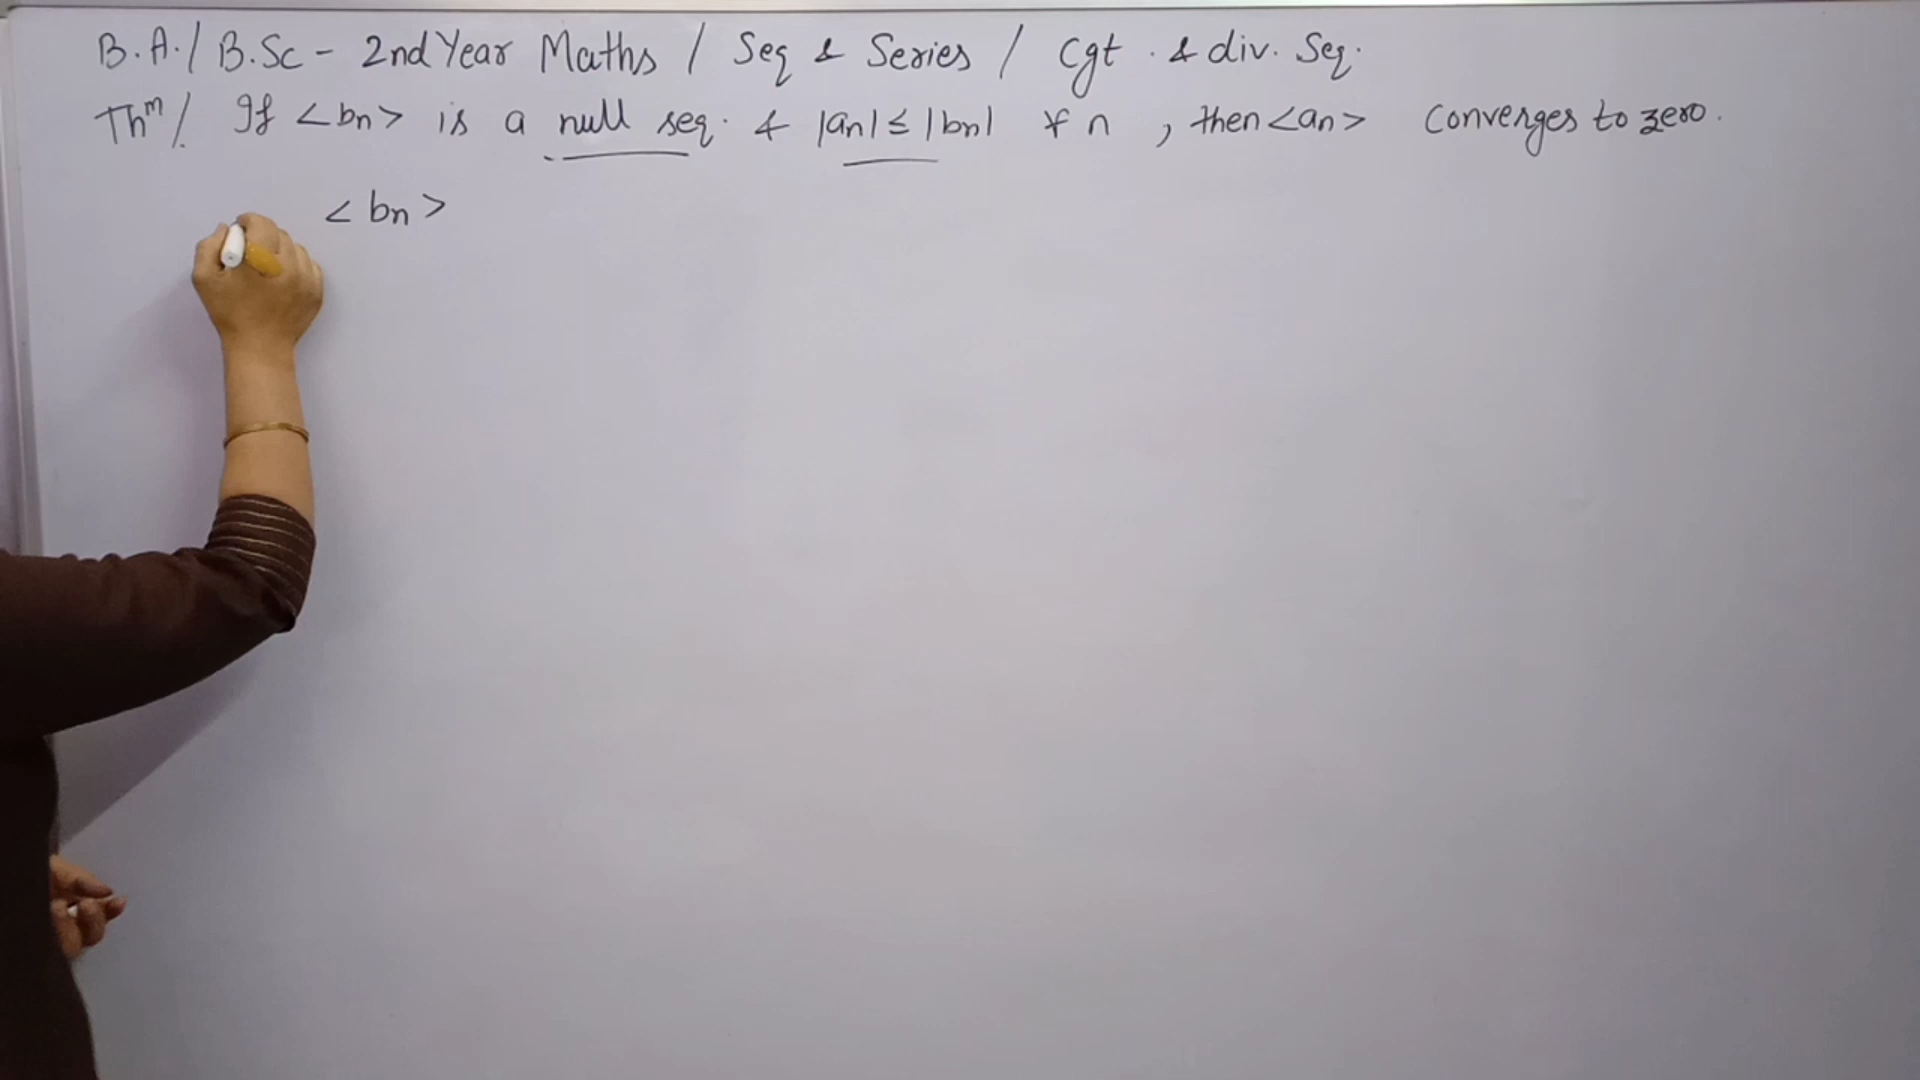 B.A./ B.Sc - 2nd Year Maths / Seq & Series / Cgt. & div. Seq.
Thm/. If <bn> is a null seq. & |an| ≤ |bn| ∀ n , then <an> converges to zero.
<bn>